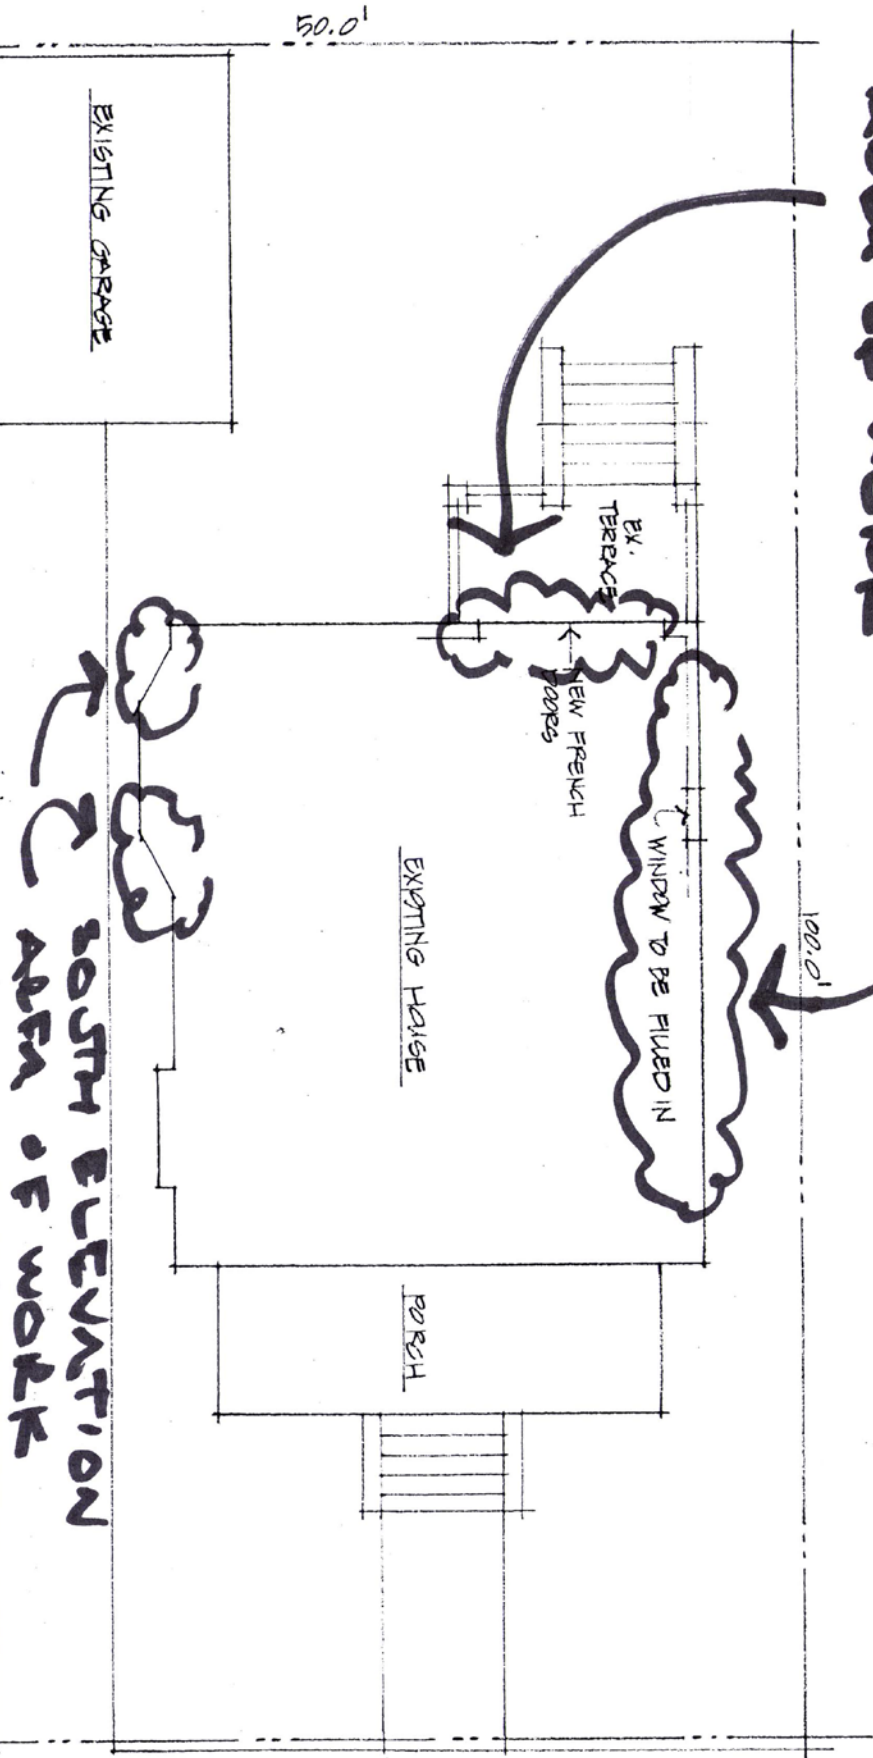 50.0'
EXISTING GARAGE
EX.
TERRACE
NEW FRENCH
DOORS
WINDOW TO BE FILLED IN
100.0'
EXISTING HOUSE
SOUTH ELEVATION
AREA OF WORK
PORCH